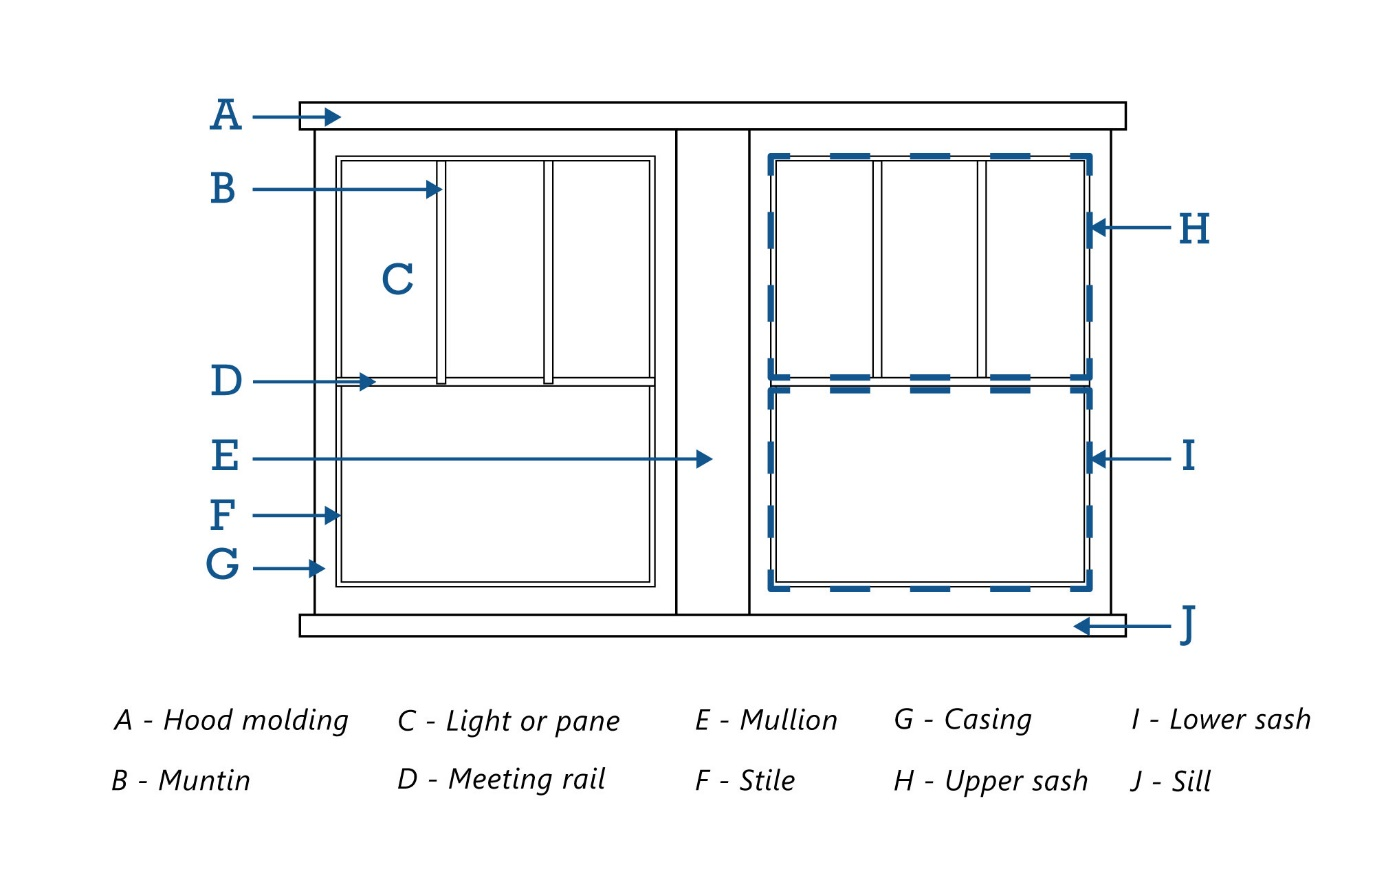 A
B
C
D
E
F
G
H
I
J
A - Hood molding
B - Muntin
C - Light or pane
D - Meeting rail
E - Mullion
F - Stile
G - Casing
H - Upper sash
I - Lower sash
J - Sill